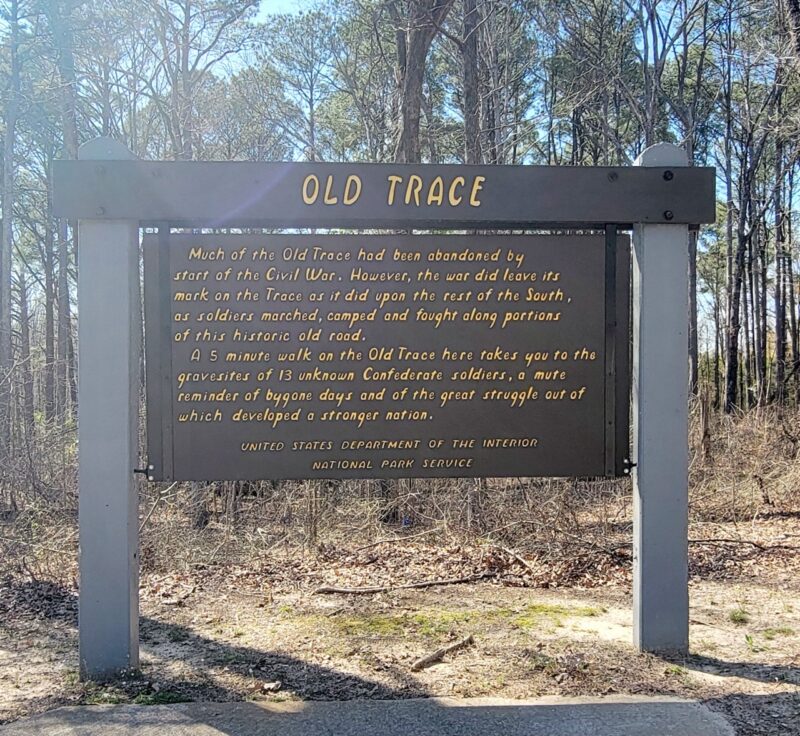 OLD TRACE
Much of the Old Trace had been abandoned by
start of the Civil War. However, the war did leave its
mark on the Trace as it did upon the rest of the South,
as soldiers marched, camped and fought along portions
of this historic old road.
A 5 minute walk on the Old Trace here takes you to the
gravesites of 13 unknown Confederate soldiers, a mute
reminder of bygone days and of the great struggle out of
which developed a stronger nation.
UNITED STATES DEPARTMENT OF THE INTERIOR
NATIONAL PARK SERVICE